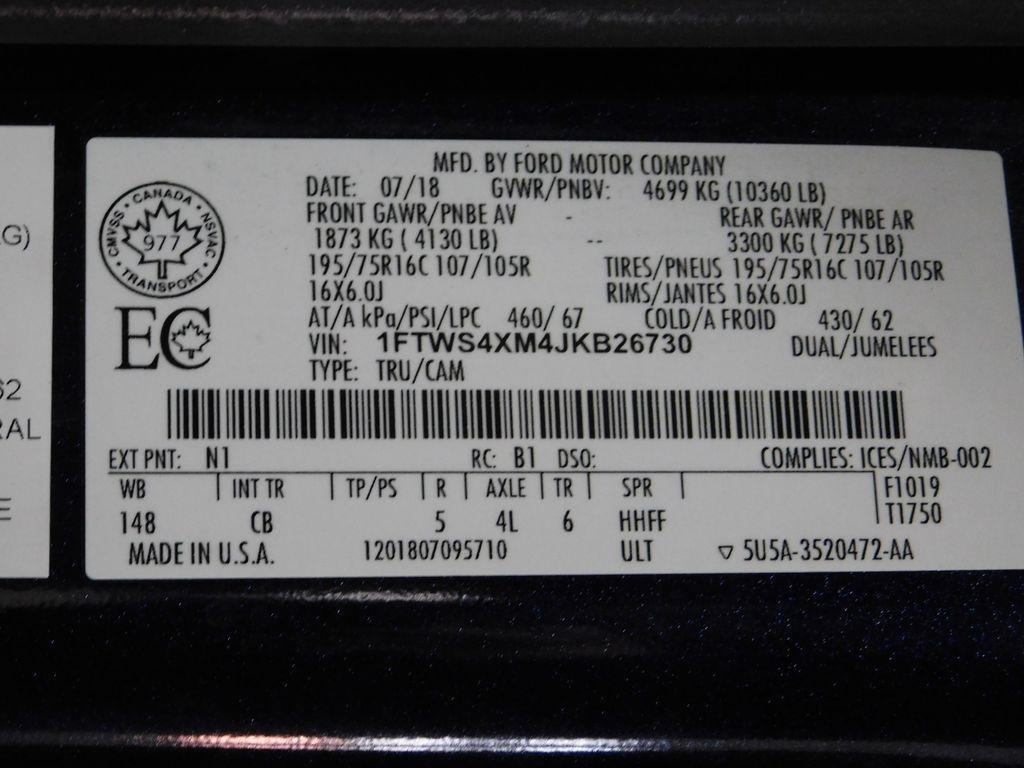 MFD. BY FORD MOTOR COMPANY
DATE: 07/18 GVWR/PNBV: 4699 KG (10360 LB)
FRONT GAWR/PNBE AV - REAR GAWR/ PNBE AR
1873 KG ( 4130 LB) -- 3300 KG ( 7275 LB)
195/75R16C 107/105R TIRES/PNEUS 195/75R16C 107/105R
16X6.0J RIMS/JANTES 16X6.0J
AT/A kPa/PSI/LPC 460/ 67 COLD/A FROID 430/ 62
VIN: 1FTWS4XM4JKB26730 DUAL/JUMELEES
TYPE: TRU/CAM
CANADA
CMVSS · NSVAC
977
TRANSPORT
EC
EXT PNT: N1 RC: B1 DSO: COMPLIES: ICES/NMB-002
WB INT TR TP/PS R AXLE TR SPR F1019
148 CB 5 4L 6 HHFF T1750
MADE IN U.S.A. 1201807095710 ULT ▽ 5U5A-3520472-AA
G)
62
RAL
E